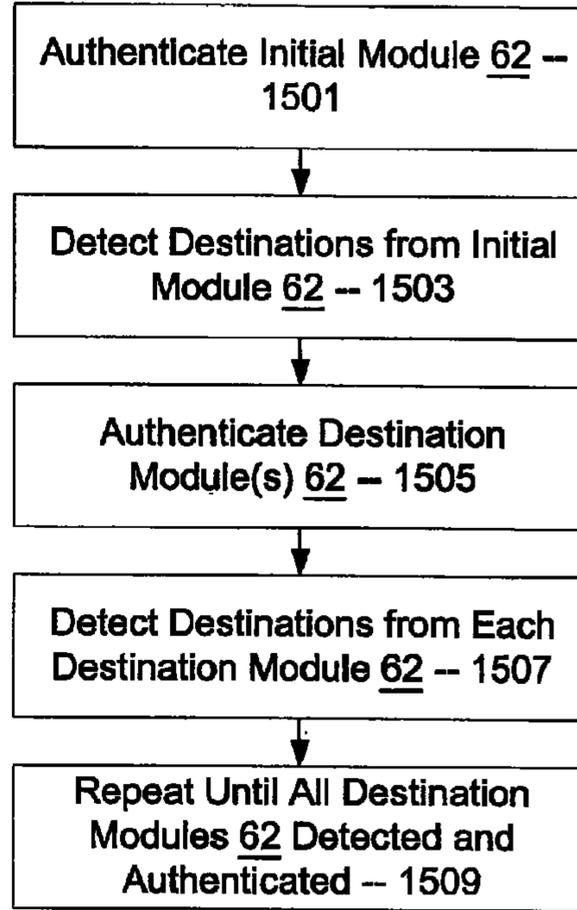 Authenticate Initial Module 62 --
1501
Detect Destinations from Initial
Module 62 -- 1503
Authenticate Destination
Module(s) 62 -- 1505
Detect Destinations from Each
Destination Module 62 -- 1507
Repeat Until All Destination
Modules 62 Detected and
Authenticated -- 1509